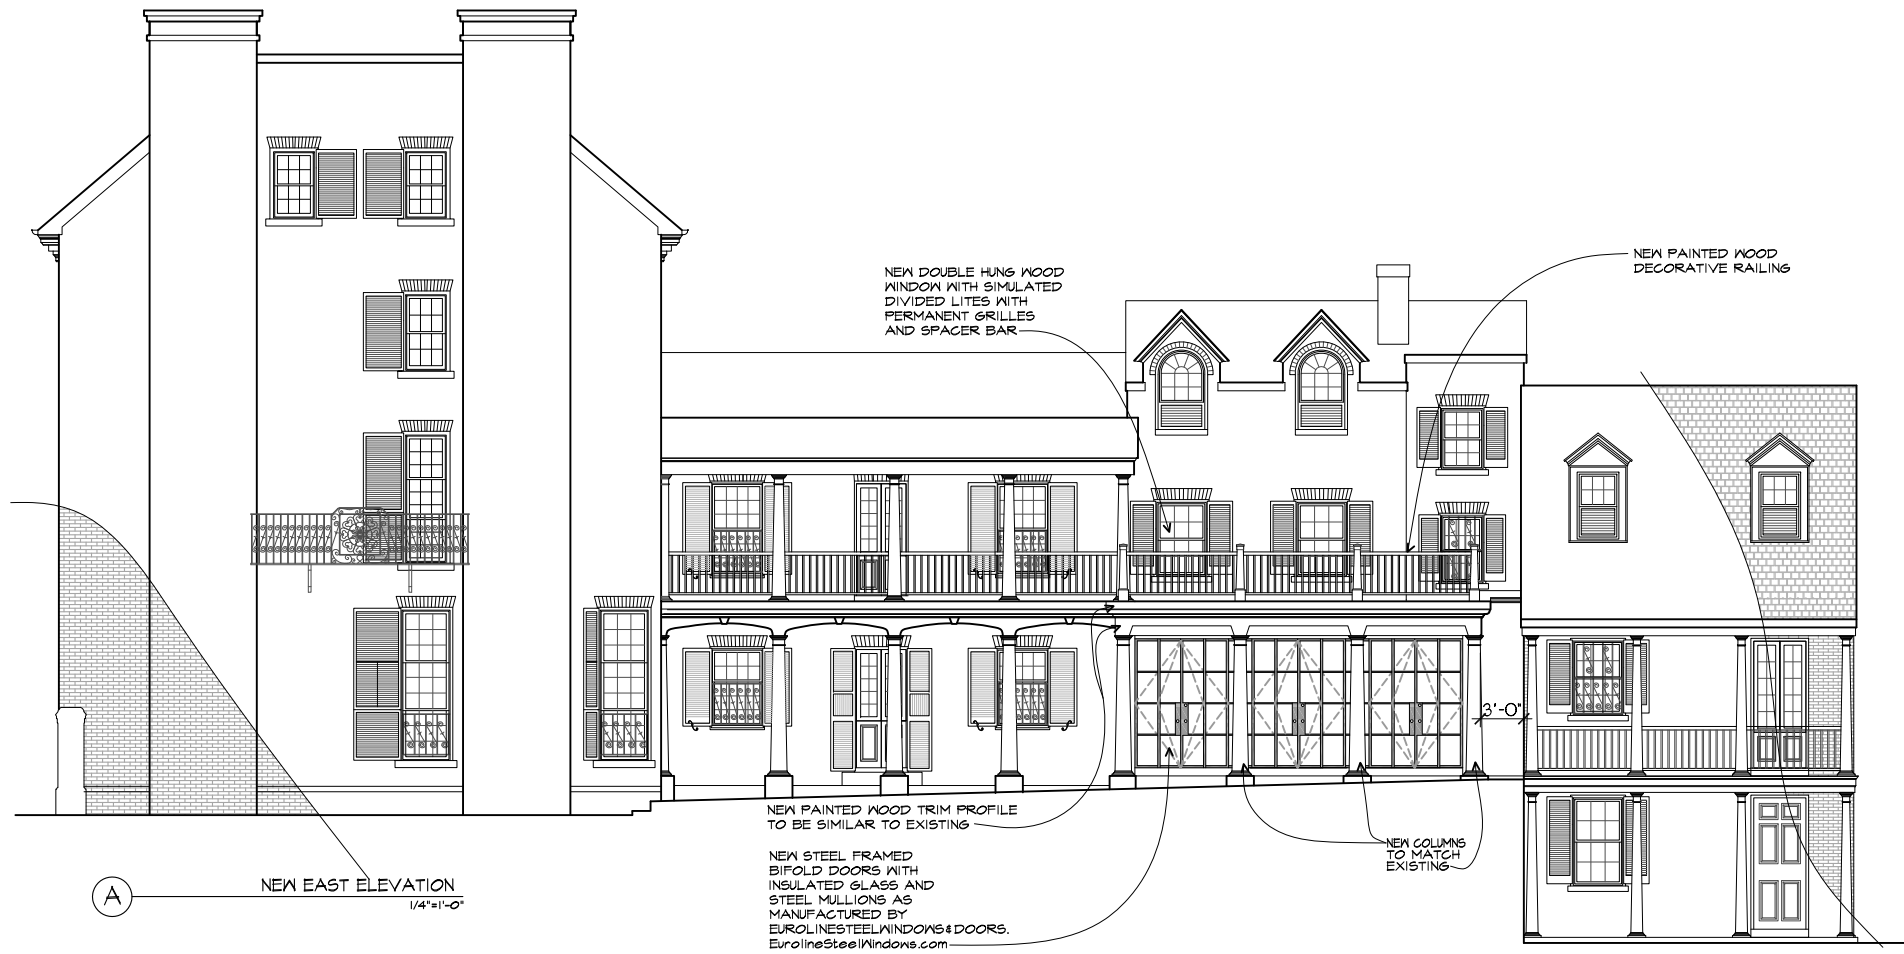 NEW PAINTED WOOD
DECORATIVE RAILING
NEW DOUBLE HUNG WOOD
WINDOW WITH SIMULATED
DIVIDED LITES WITH
PERMANENT GRILLES
AND SPACER BAR
3'-0"
NEW PAINTED WOOD TRIM PROFILE
TO BE SIMILAR TO EXISTING
NEW COLUMNS
TO MATCH
EXISTING
NEW STEEL FRAMED
BIFOLD DOORS WITH
INSULATED GLASS AND
STEEL MULLIONS AS
MANUFACTURED BY
EUROLINESTEELWINDOWS&DOORS.
EurolineSteelWindows.com
A
NEW EAST ELEVATION
1/4"=1'-0"